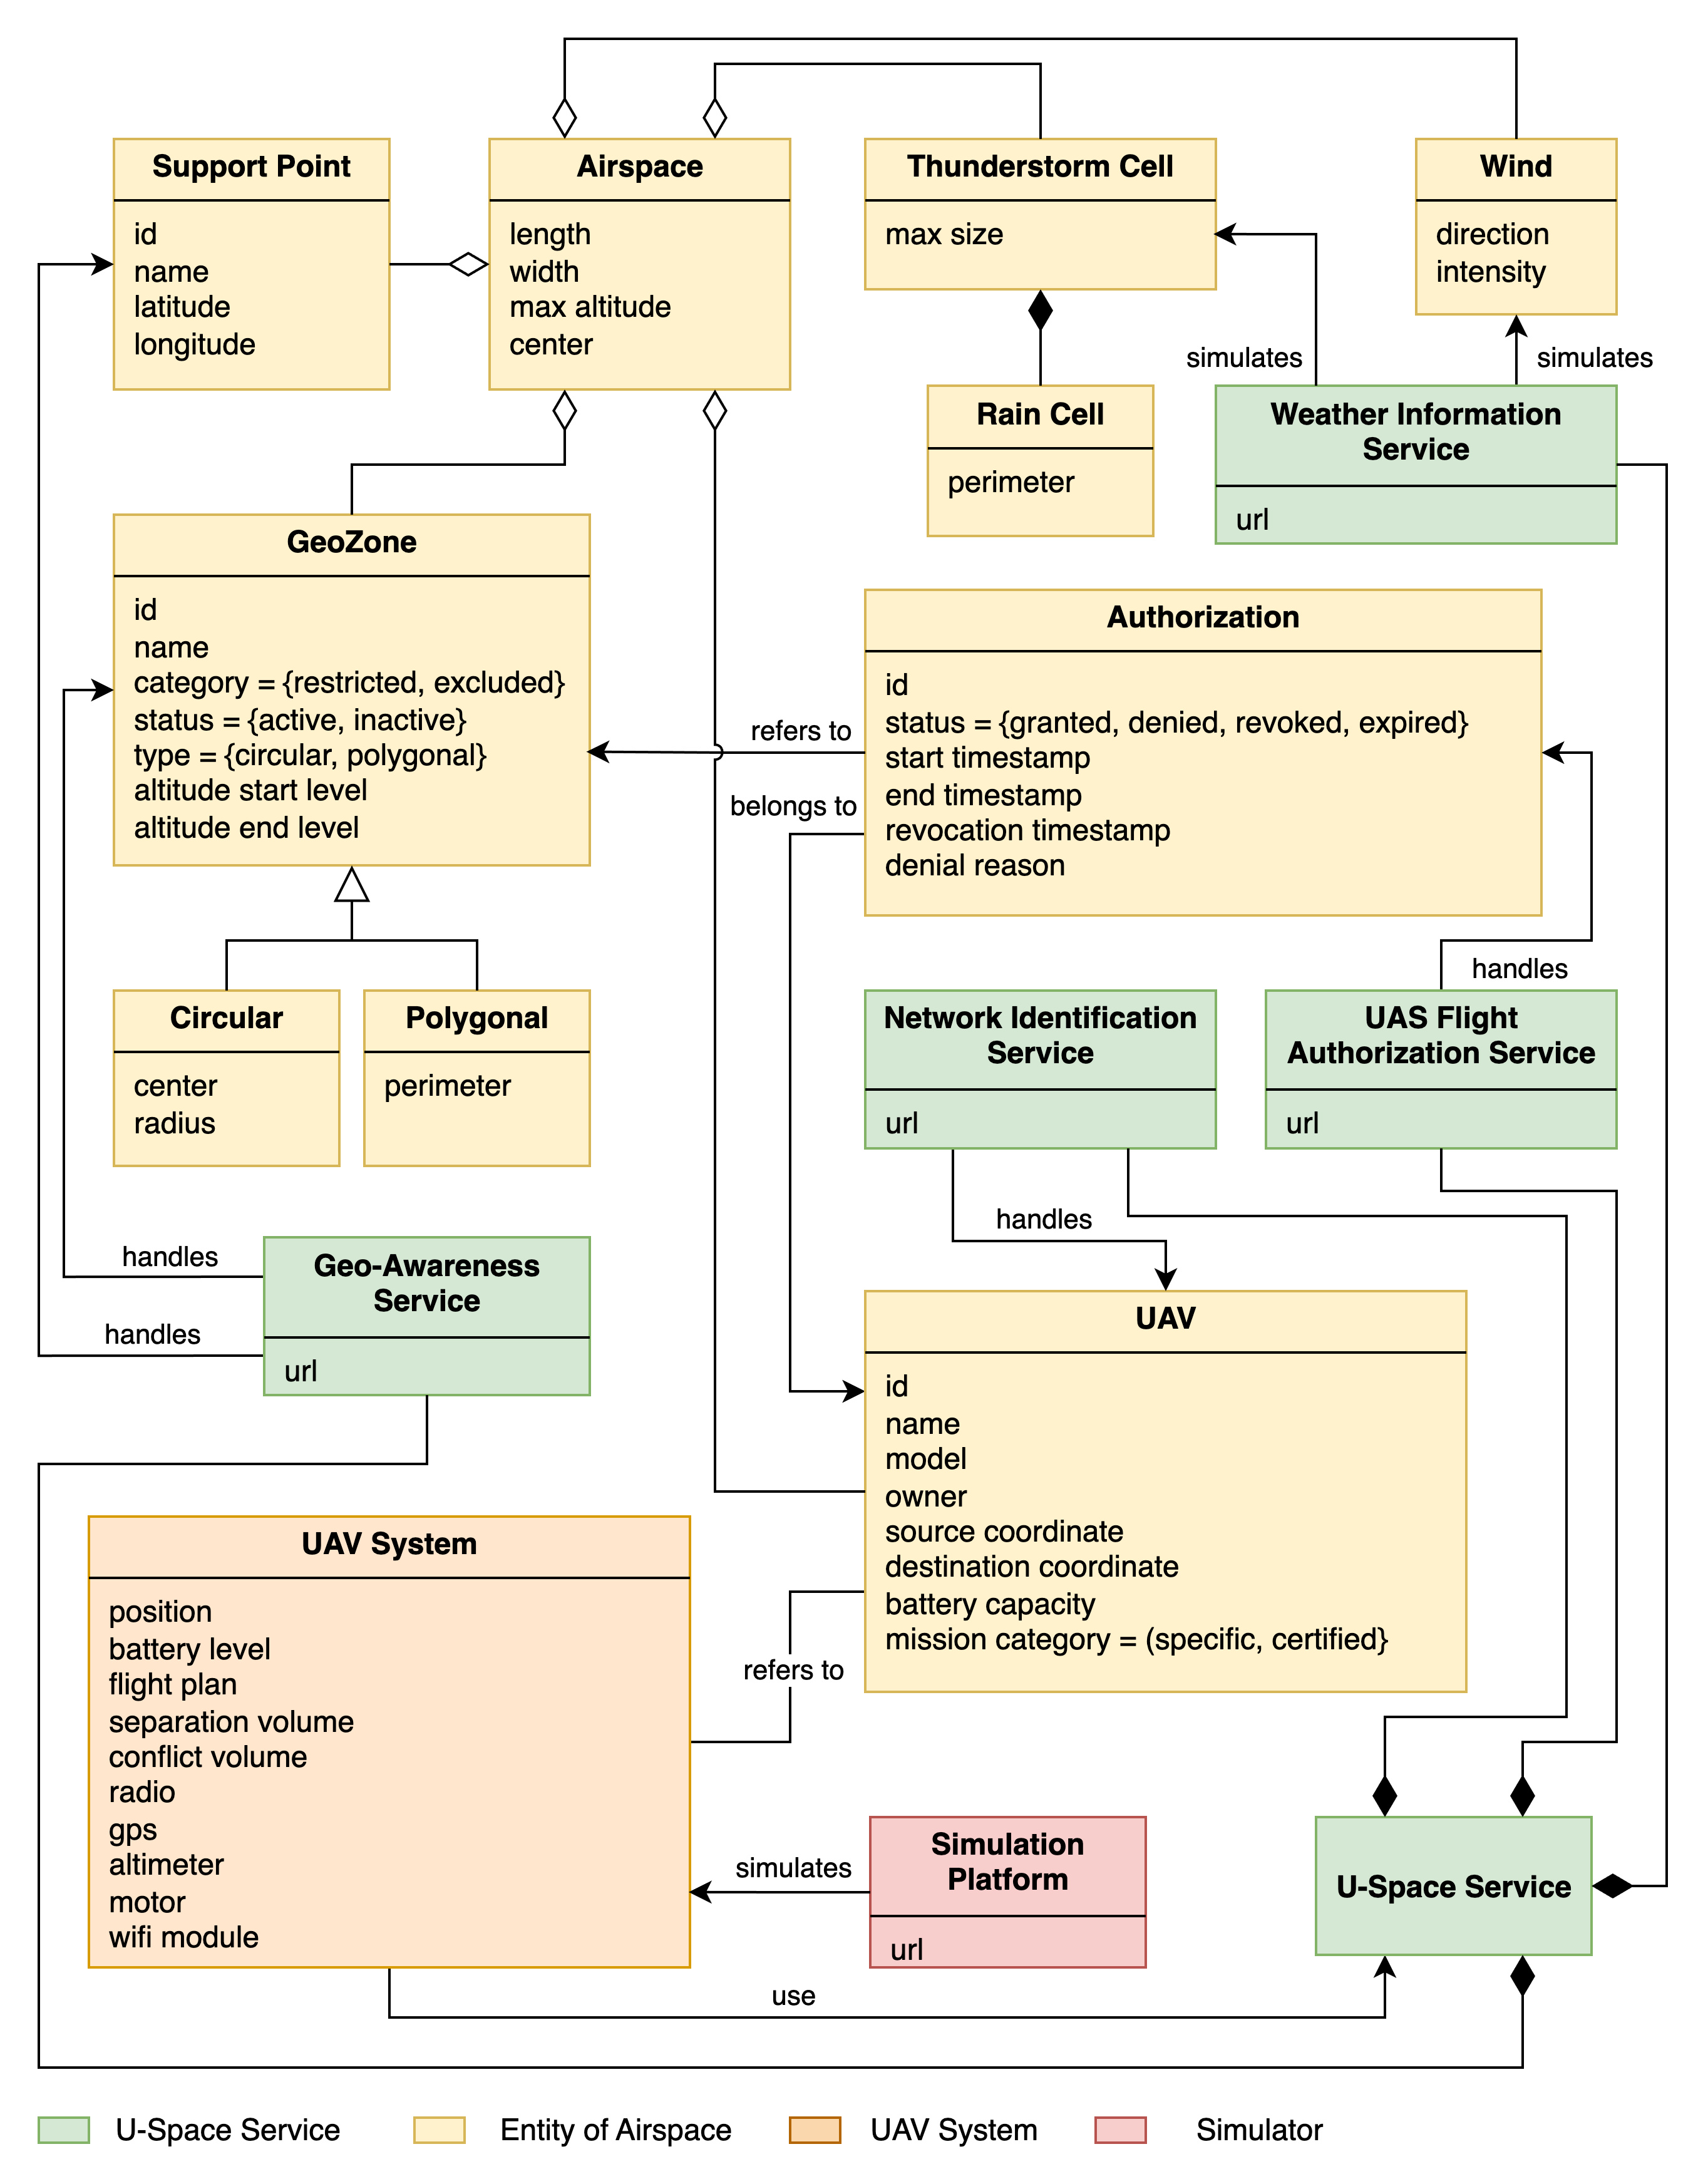 Support Point
id
name
latitude
longitude
Airspace
length
width
max altitude
center
Thunderstorm Cell
max size
Wind
direction
intensity
simulates
simulates
Rain Cell
perimeter
Weather Information
Service
url
GeoZone
id
name
category = {restricted, excluded}
status = {active, inactive}
type = {circular, polygonal}
altitude start level
altitude end level
Authorization
id
status = {granted, denied, revoked, expired}
start timestamp
end timestamp
revocation timestamp
denial reason
refers to
belongs to
handles
Circular
center
radius
Polygonal
perimeter
Network Identification
Service
url
UAS Flight
Authorization Service
url
handles
handles
handles
Geo-Awareness
Service
url
UAV
id
name
model
owner
source coordinate
destination coordinate
battery capacity
mission category = (specific, certified}
UAV System
position
battery level
flight plan
separation volume
conflict volume
radio
gps
altimeter
motor
wifi module
refers to
simulates
Simulation
Platform
url
U-Space Service
use
U-Space Service
Entity of Airspace
UAV System
Simulator